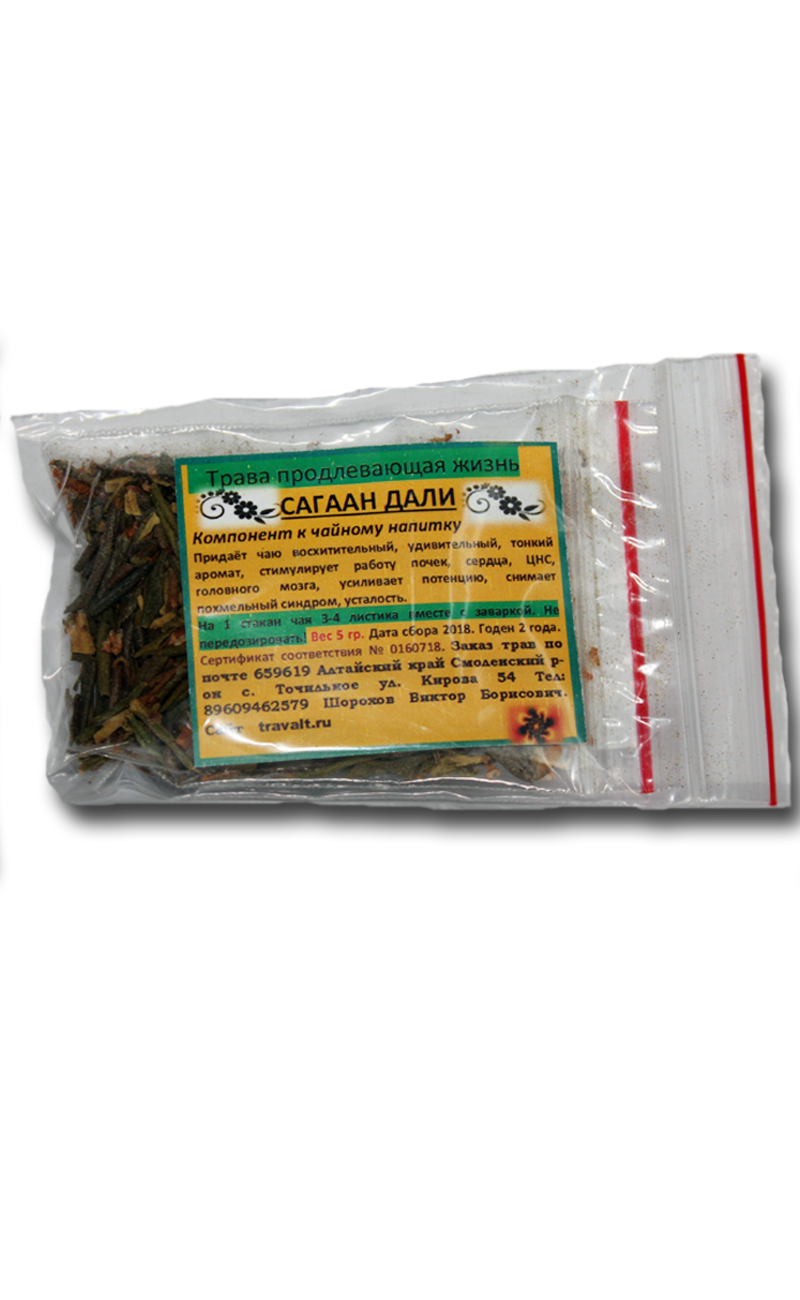 Трава продлевающая жизнь
САГААН ДАЛИ
Компонент к чайному напитку
Придаёт чаю восхитительный, удивительный, тонкий
аромат, стимулирует работу почек, сердца, ЦНС,
головного мозга, усиливает потенцию, снимает
похмельный синдром, усталость.
На 1 стакан чая 3-4 листика вместе с заваркой. Не
передозировать! Вес 5 гр. Дата сбора 2018. Годен 2 года.
Сертификат соответствия № 0160718. Заказ трав по
почте 659619 Алтайский край Смоленский р-
он с. Точильное ул. Кирова 54 Тел:
89609462579 Шорохов Виктор Борисович.
Сайт travalt.ru